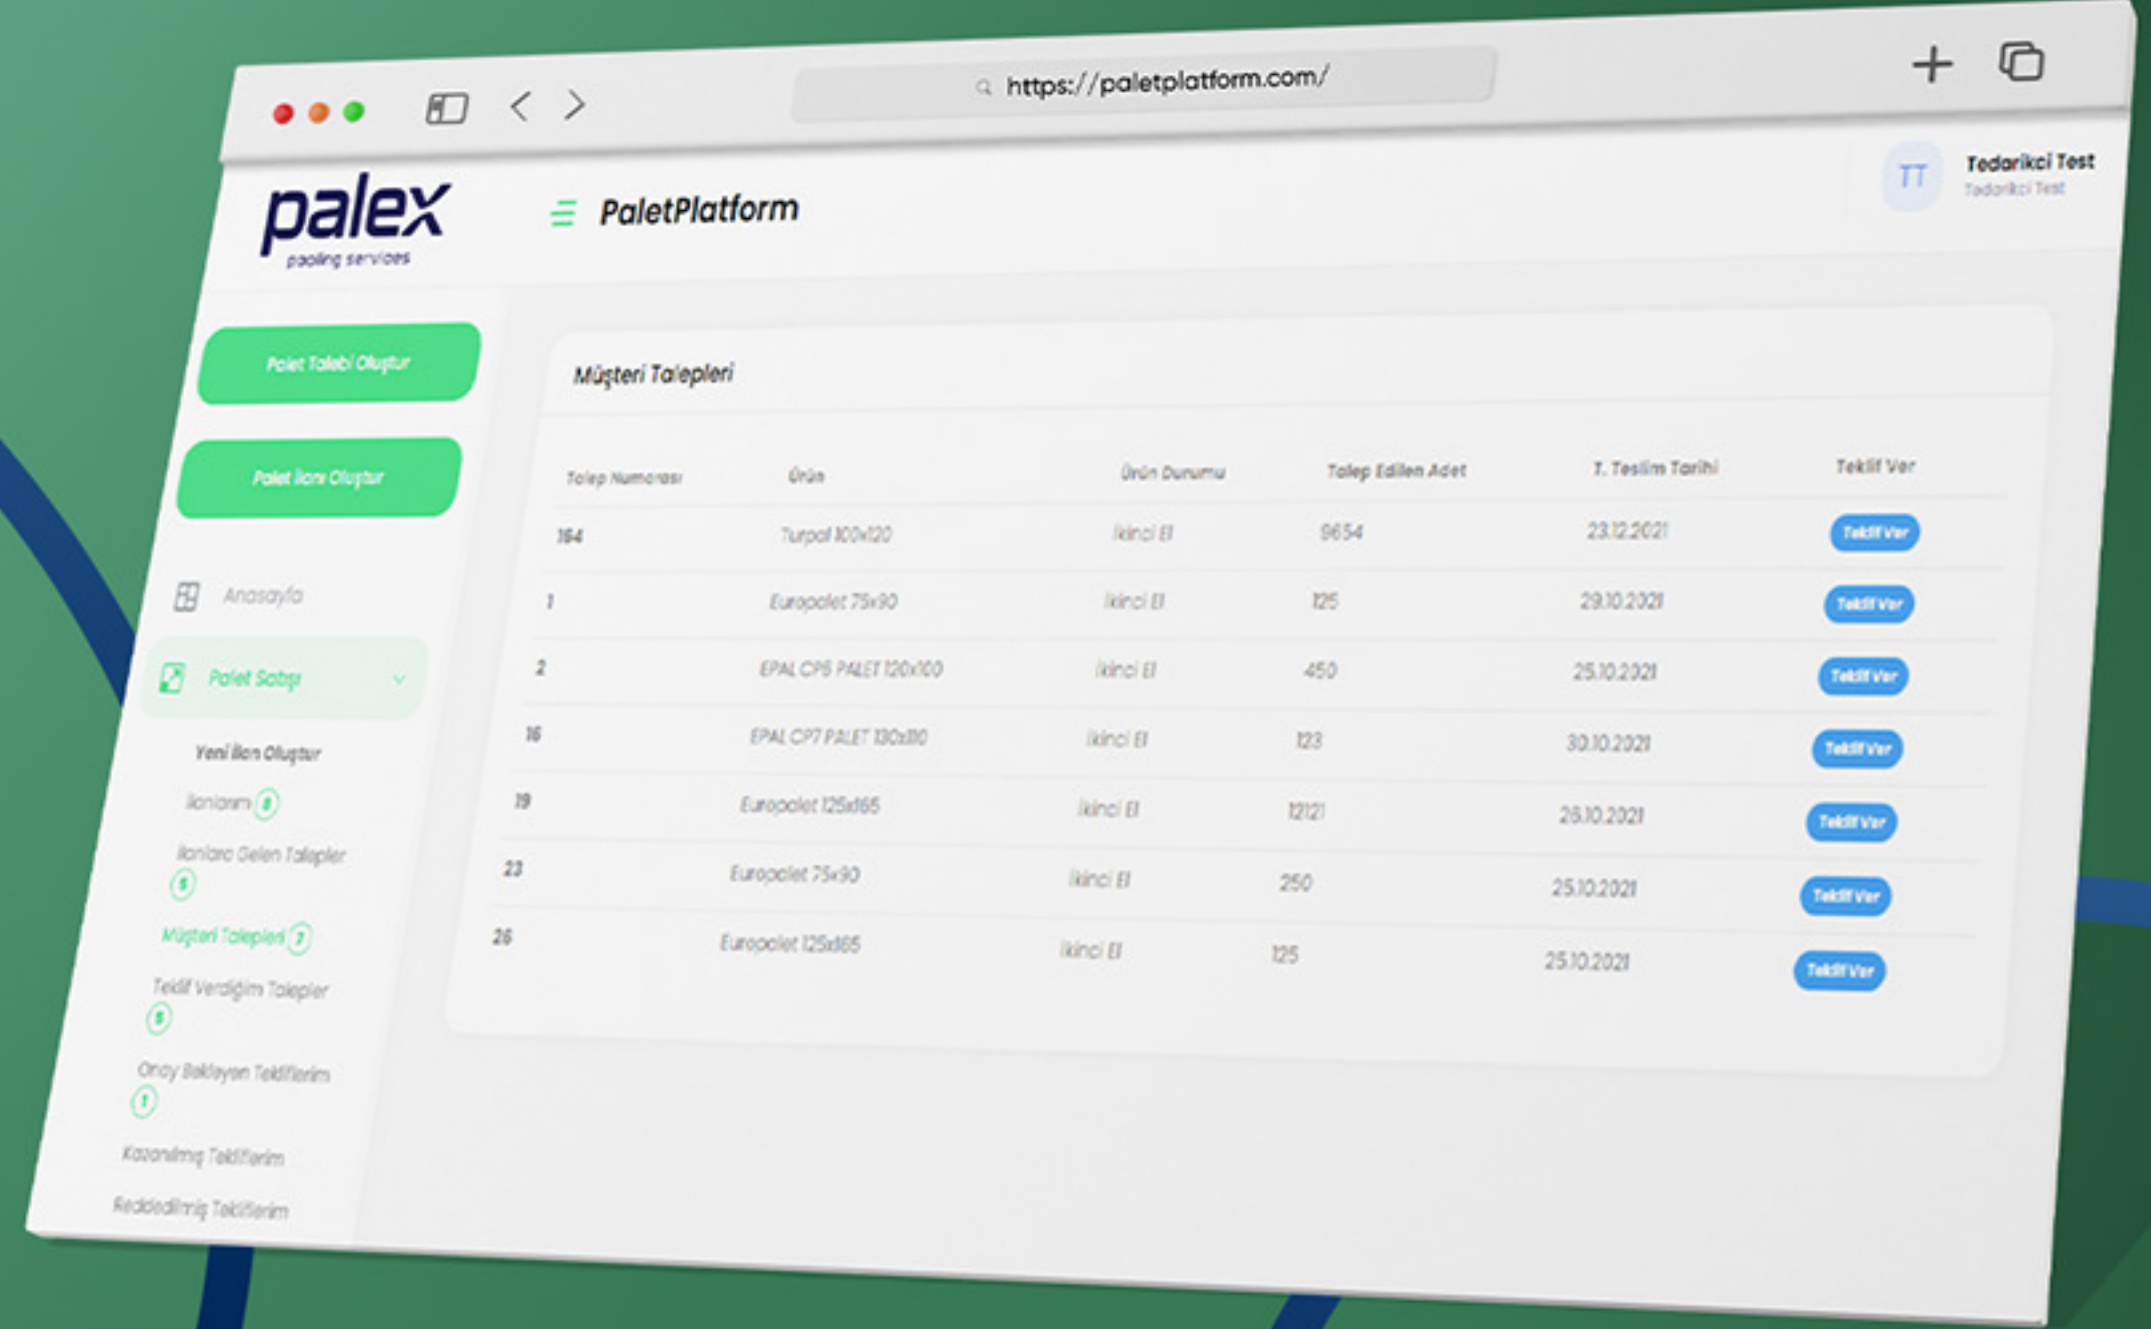 https://paletplatform.com/
palex
pooling services
PaletPlatform
TT
Tedarikci Test
Tedarikci Test
Palet Talebi Oluştur
Palet İlanı Oluştur
Anasayfa
Palet Satışı
Yeni İlan Oluştur
İlanlarım
İlanlara Gelen Talepler
5
Müşteri Talepleri 7
Teklif Verdiğim Talepler
Onay Bekleyen Tekliflerim
1
Kazanılmış Tekliflerim
Reddedilmiş Tekliflerim
Müşteri Talepleri
Talep Numarası Ürün Ürün Durumu Talep Edilen Adet T. Teslim Tarihi Teklif Ver
164 Turpal 100x120 İkinci El 9654 23.12.2021 Teklif Ver
1 Europalet 75x90 İkinci El 125 29.10.2021 Teklif Ver
2 EPAL PALET 120x100 İkinci El 450 25.10.2021 Teklif Ver
16 EPAL CP7 PALET 130x110 İkinci El 123 30.10.2021 Teklif Ver
19 Europalet 125x165 İkinci El 12121 Teklif Ver
23 Europalet 75x90 İkinci El 250 25.10.2021 Teklif Ver
26 Europalet 125x165 İkinci El 125 25.10.2021 Teklif Ver